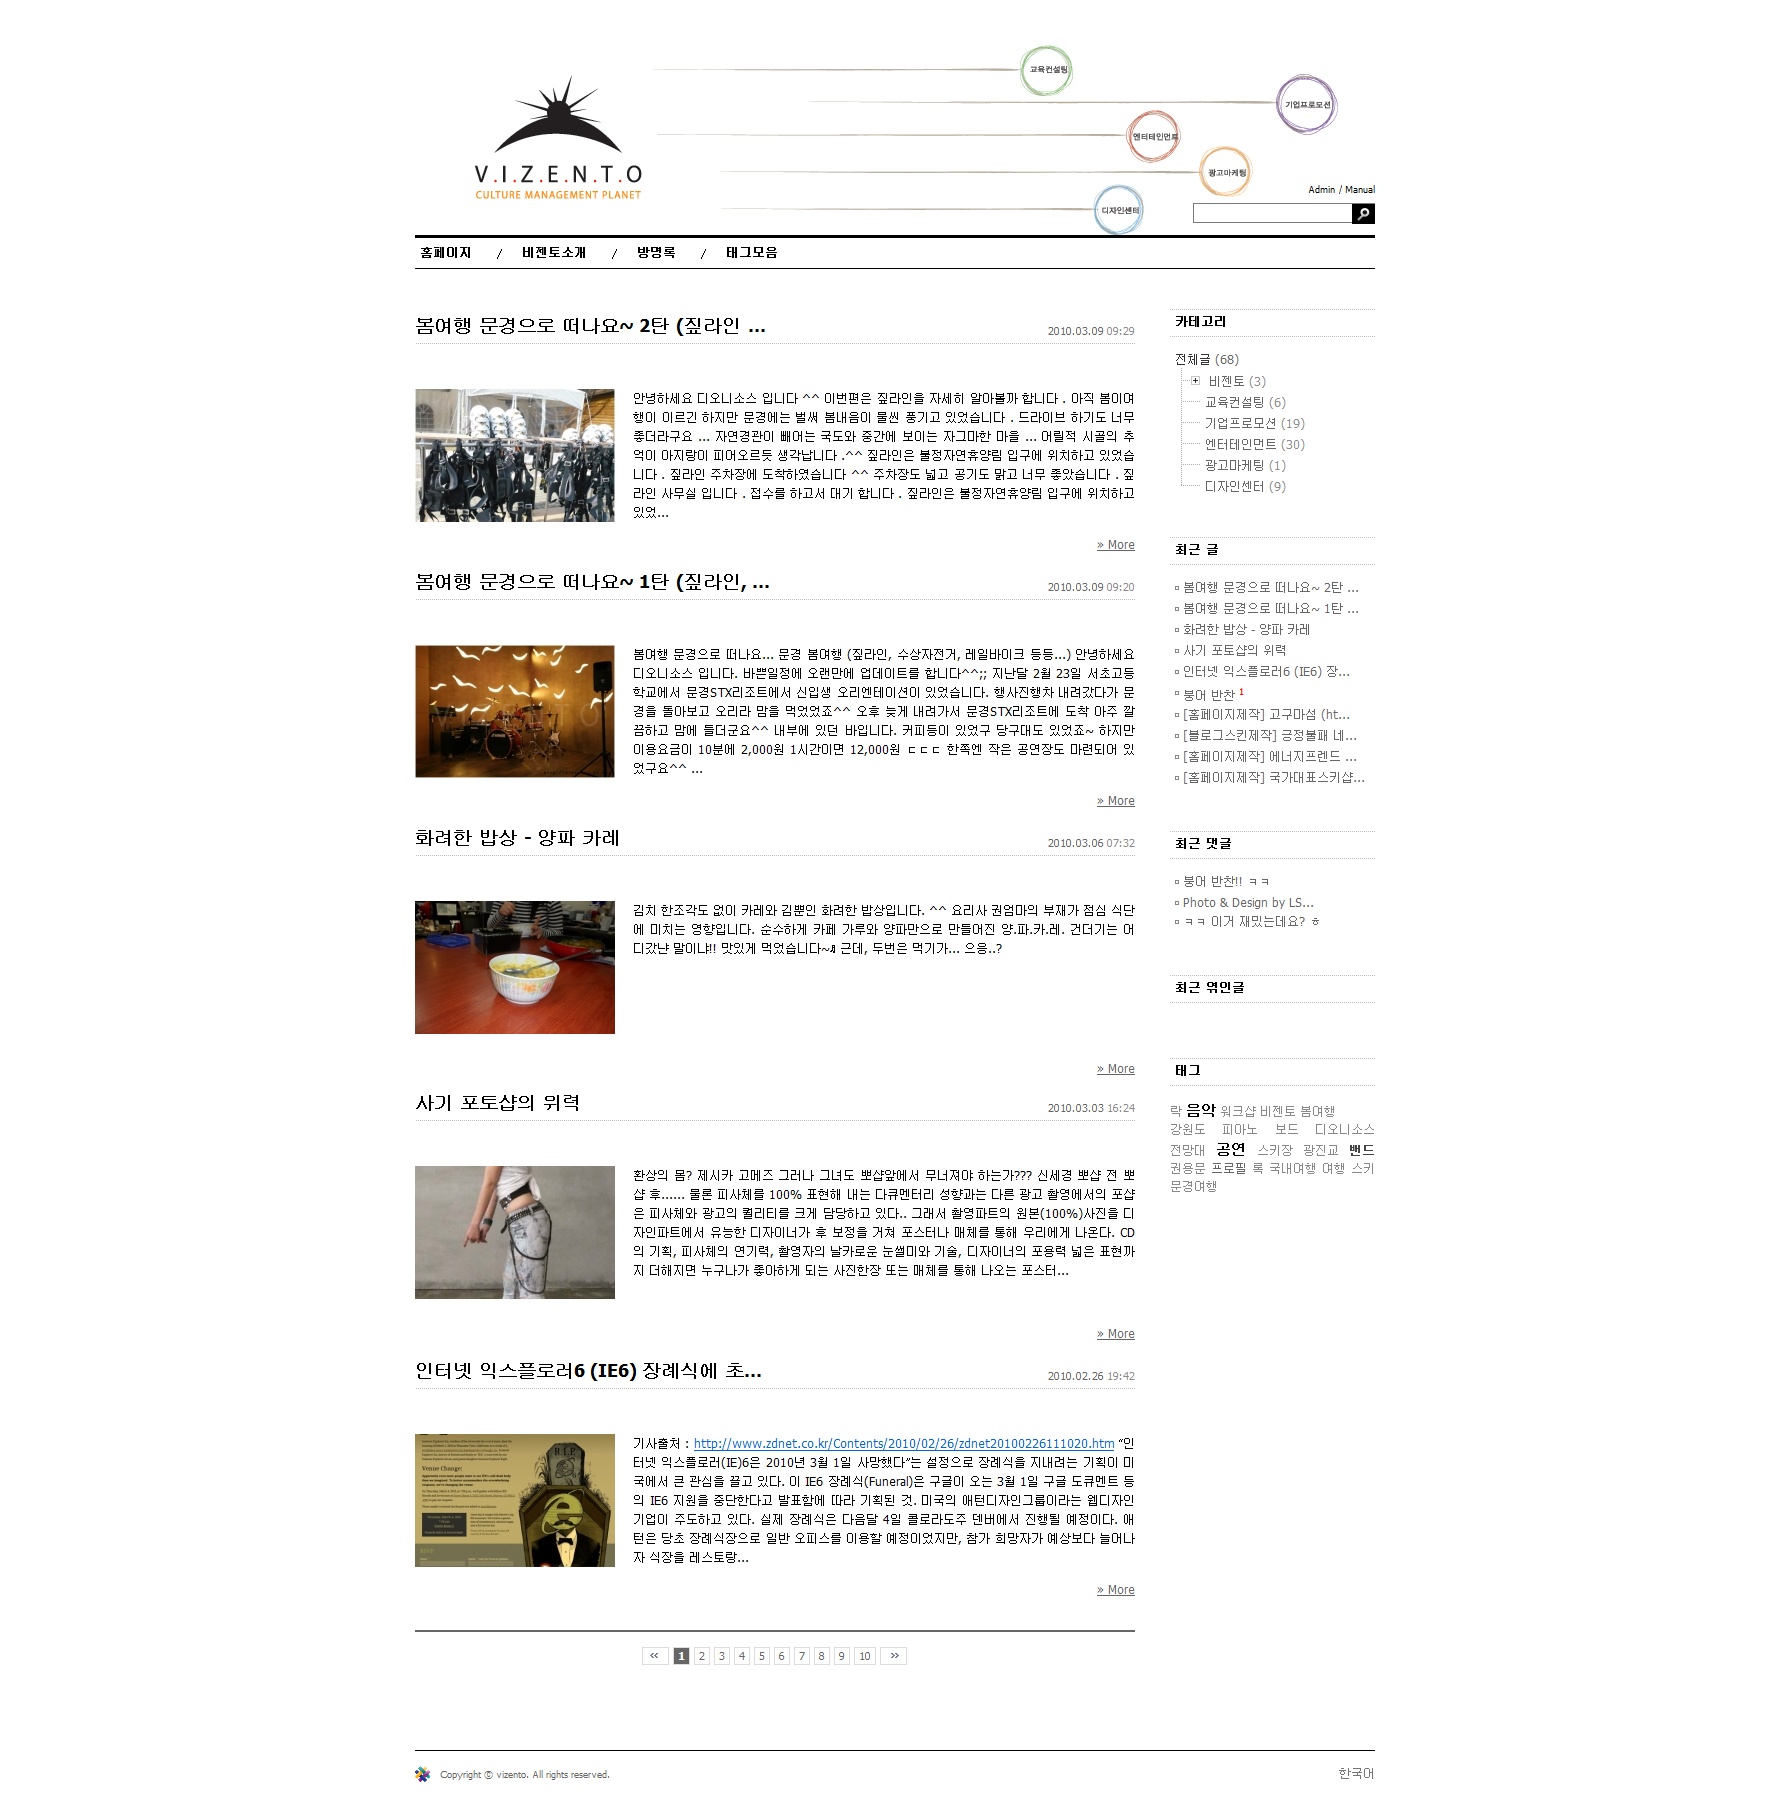 교육컨설팅
기업프로모션
엔터테인먼트
광고마케팅
디자인센터
V.I.Z.E.N.T.O
CULTURE MANAGEMENT PLANET
Admin / Manual
홈페이지 / 비젠토소개 / 방명록 / 태그모음
봄여행 문경으로 떠나요~ 2탄 (짚라인 ...
2010.03.09 09:29
안녕하세요 디오니소스 입니다 ^^ 이번편은 짚라인을 자세히 알아볼까 합니다 . 아직 봄이여
행이 이르긴 하지만 문경에는 벌써 봄내음이 물씬 풍기고 있었습니다 . 드라이브 하기도 너무
좋더라구요 ... 자연경관이 빼어는 국도와 중간에 보이는 자그마한 마을 ... 어릴적 시골의 추
억이 아지랑이 피어오르듯 생각납니다 .^^ 짚라인은 불정자연휴양림 입구에 위치하고 있었습
니다 . 짚라인 주차장에 도착하였습니다 ^^ 주차장도 넓고 공기도 맑고 너무 좋았습니다 . 짚
라인 사무실 입니다 . 접수를 하고서 대기 합니다 . 짚라인은 불정자연휴양림 입구에 위치하고
있었...
» More
봄여행 문경으로 떠나요~ 1탄 (짚라인, ...
2010.03.09 09:20
봄여행 문경으로 떠나요... 문경 봄여행 (짚라인, 수상자전거, 레일바이크 등등...) 안녕하세요
디오니소스 입니다. 바쁜일정에 오랜만에 업데이트를 합니다^^;; 지난달 2월 23일 서초고등
학교에서 문경STX리조트에서 신입생 오리엔테이션이 있었습니다. 행사진행차 내려갔다가 문
경을 돌아보고 오리라 맘을 먹었었죠^^ 오후 늦게 내려가서 문경STX리조트에 도착 아주 깔
끔하고 맘에 들더군요^^ 내부에 있던 바입니다. 커피등이 있었구 당구대도 있었죠~ 하지만
이용요금이 10분에 2,000원 1시간이면 12,000원 ㄷㄷㄷ 한쪽엔 작은 공연장도 마련되어 있
었구요^^ ...
» More
화려한 밥상 - 양파 카레
2010.03.06 07:32
김치 한조각도 없이 카레와 김뿐인 화려한 밥상입니다. ^^ 요리사 권엄마의 부재가 점심 식단
에 미치는 영향입니다. 순수하게 카페 가루와 양파만으로 만들어진 양.파.카.레. 건더기는 어
디갔냔 말이냐!! 맛있게 먹었습니다~♪ 근데, 두번은 먹기가... 으응..?
» More
사기 포토샵의 위력
2010.03.03 16:24
환상의 몸? 제시카 고메즈 그러나 그녀도 뽀샵앞에서 무너져야 하는가??? 신세경 뽀샵 전 뽀
샵 후...... 물론 피사체를 100% 표현해 내는 다큐멘터리 성향과는 다른 광고 촬영에서의 포샵
은 피사체와 광고의 퀄리티를 크게 담당하고 있다.. 그래서 촬영파트의 원본(100%)사진을 디
자인파트에서 유능한 디자이너가 후 보정을 거쳐 포스터나 매체를 통해 우리에게 나온다. CD
의 기획, 피사체의 연기력, 촬영자의 날카로운 눈썰미와 기술, 디자이너의 포용력 넓은 표현까
지 더해지면 누구나가 좋아하게 되는 사진한장 또는 매체를 통해 나오는 포스터...
» More
인터넷 익스플로러6 (IE6) 장례식에 초...
2010.02.26 19:42
R.I.P.
Venue Change:
기사출처 : http://www.zdnet.co.kr/Contents/2010/02/26/zdnet20100226111020.htm “인
터넷 익스플로러(IE)6은 2010년 3월 1일 사망했다”는 설정으로 장례식을 지내려는 기획이 미
국에서 큰 관심을 끌고 있다. 이 IE6 장례식(Funeral)은 구글이 오는 3월 1일 구글 도큐멘트 등
의 IE6 지원을 중단한다고 발표함에 따라 기획된 것. 미국의 애턴디자인그룹이라는 웹디자인
기업이 주도하고 있다. 실제 장례식은 다음달 4일 콜로라도주 덴버에서 진행될 예정이다. 애
턴은 당초 장례식장으로 일반 오피스를 이용할 예정이었지만, 참가 희망자가 예상보다 늘어나
자 식장을 레스토랑...
» More
« 1 2 3 4 5 6 7 8 9 10 »
카테고리
전체글 (68)
비젠토 (3)
교육컨설팅 (6)
기업프로모션 (19)
엔터테인먼트 (30)
광고마케팅 (1)
디자인센터 (9)
최근 글
봄여행 문경으로 떠나요~ 2탄 ...
봄여행 문경으로 떠나요~ 1탄 ...
화려한 밥상 - 양파 카레
사기 포토샵의 위력
인터넷 익스플로러6 (IE6) 장...
붕어 반찬 1
[홈페이지제작] 고구마섬 (ht...
[블로그스킨제작] 긍정불패 네...
[홈페이지제작] 에너지프렌드 ...
[홈페이지제작] 국가대표스키샵...
최근 댓글
붕어 반찬!! ㅋㅋ
Photo & Design by LS...
ㅋㅋ 이거 재밌는데요? ㅎ
최근 엮인글
태그
락 음악 워크샵 비젠토 봄여행
강원도 피아노 보드 디오니소스
전망대 공연 스키장 광진교 밴드
권용문 프로필 록 국내여행 여행 스키
문경여행
Copyright © vizento. All rights reserved.
한국어